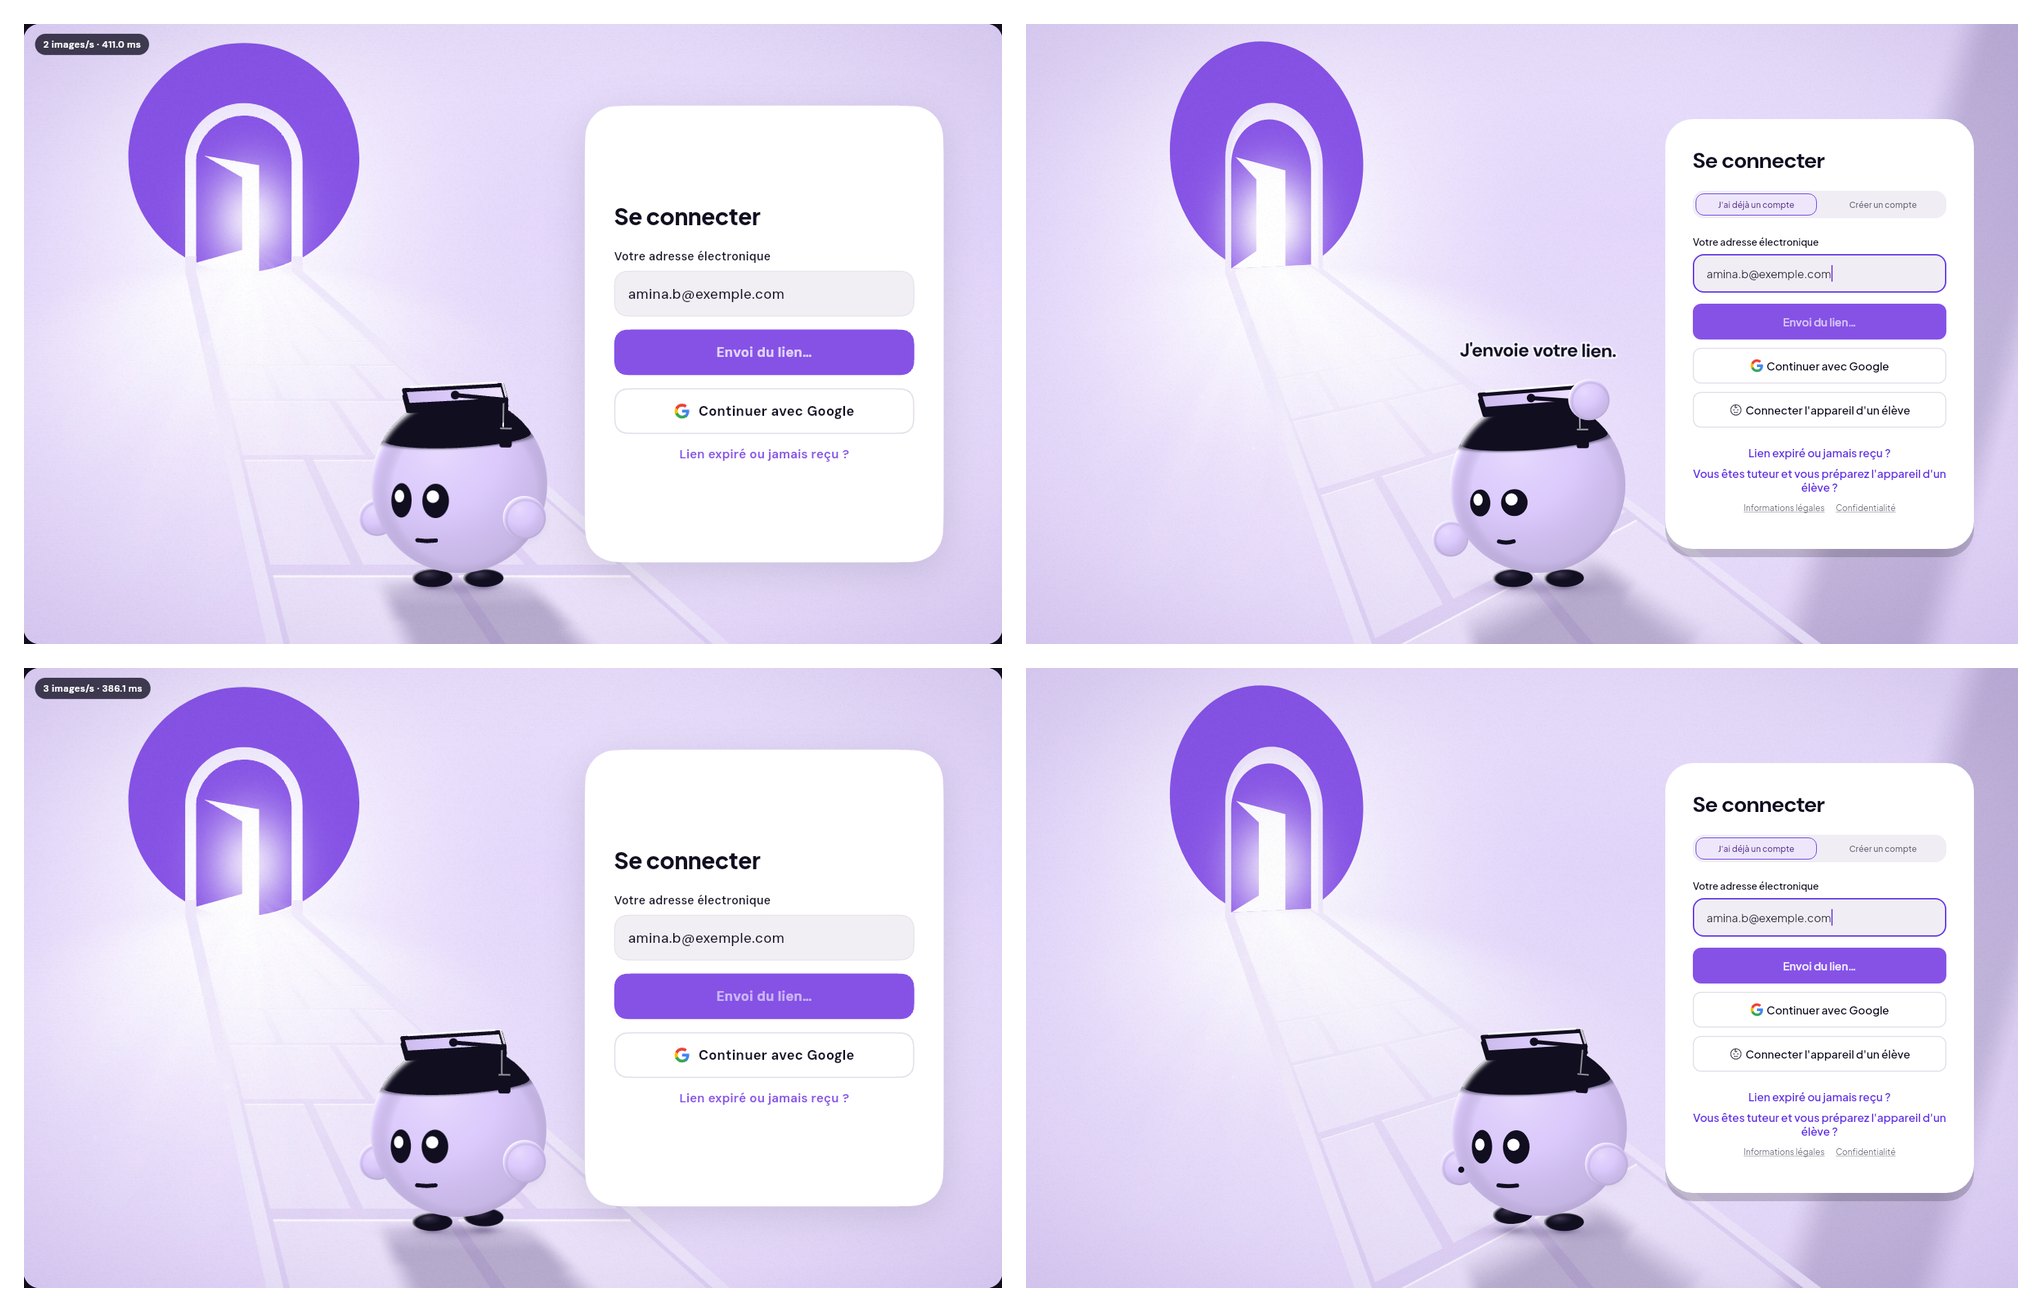 2 images/s · 411.0 ms
Se connecter
Votre adresse électronique
amina.b@exemple.com
Envoi du lien...
Continuer avec Google
Lien expiré ou jamais reçu ?
J'envoie votre lien.
Se connecter
J'ai déjà un compte
Créer un compte
Votre adresse électronique
amina.b@exemple.com
Envoi du lien...
Continuer avec Google
Connecter l'appareil d'un élève
Lien expiré ou jamais reçu ?
Vous êtes tuteur et vous préparez l'appareil d'un
élève ?
Informations légales
Confidentialité
3 images/s · 386.1 ms
Se connecter
Votre adresse électronique
amina.b@exemple.com
Envoi du lien...
Continuer avec Google
Lien expiré ou jamais reçu ?
Se connecter
J'ai déjà un compte
Créer un compte
Votre adresse électronique
amina.b@exemple.com
Envoi du lien...
Continuer avec Google
Connecter l'appareil d'un élève
Lien expiré ou jamais reçu ?
Vous êtes tuteur et vous préparez l'appareil d'un
élève ?
Informations légales
Confidentialité